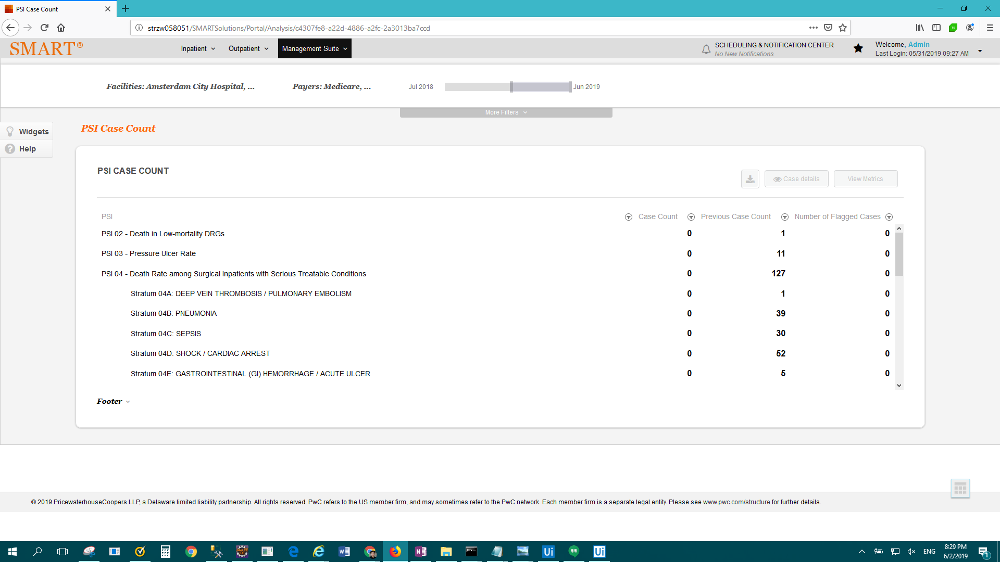 PSI Case Count
strzw058051/SMARTSolutions/Portal/Analysis/c4307fe8-a22d-4886-a2fc-2a3013ba7ccd
SMART®
Inpatient
Outpatient
Management Suite
SCHEDULING & NOTIFICATION CENTER
No New Notifications
Welcome, Admin
Last Login: 05/31/2019 09:27 AM
Facilities: Amsterdam City Hospital, ...
Payers: Medicare, ...
Jul 2018
Jun 2019
More Filters
Widgets
Help
PSI Case Count
PSI CASE COUNT
Case details
View Metrics
PSI Case Count Previous Case Count Number of Flagged Cases
PSI 02 - Death in Low-mortality DRGs 0 1 0
PSI 03 - Pressure Ulcer Rate 0 11 0
PSI 04 - Death Rate among Surgical Inpatients with Serious Treatable Conditions 0 127 0
Stratum 04A: DEEP VEIN THROMBOSIS / PULMONARY EMBOLISM 0 1 0
Stratum 04B: PNEUMONIA 0 39 0
Stratum 04C: SEPSIS 0 30 0
Stratum 04D: SHOCK / CARDIAC ARREST 0 52 0
Stratum 04E: GASTROINTESTINAL (GI) HEMORRHAGE / ACUTE ULCER 0 5 0
Footer
© 2019 PricewaterhouseCoopers LLP, a Delaware limited liability partnership. All rights reserved. PwC refers to the US member firm, and may sometimes refer to the PwC network. Each member firm is a separate legal entity. Please see www.pwc.com/structure for further details.
ENG
8:29 PM
6/2/2019
1